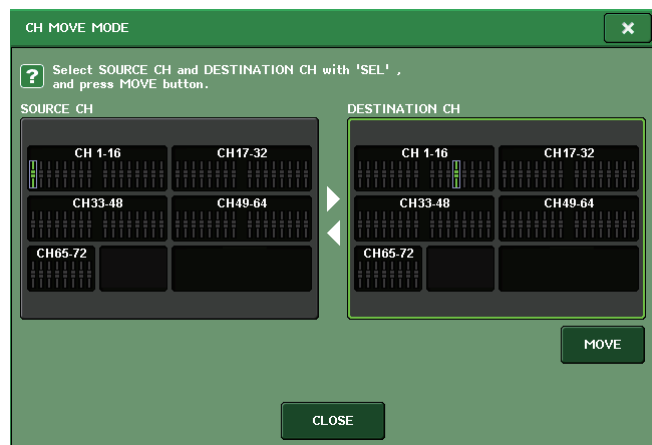 CH MOVE MODE
×
? Select SOURCE CH and DESTINATION CH with 'SEL' ,
and press MOVE button.
SOURCE CH
DESTINATION CH
CH 1-16
CH17-32
CH33-48
CH49-64
CH65-72
CH 1-16
CH17-32
CH33-48
CH49-64
CH65-72
MOVE
CLOSE